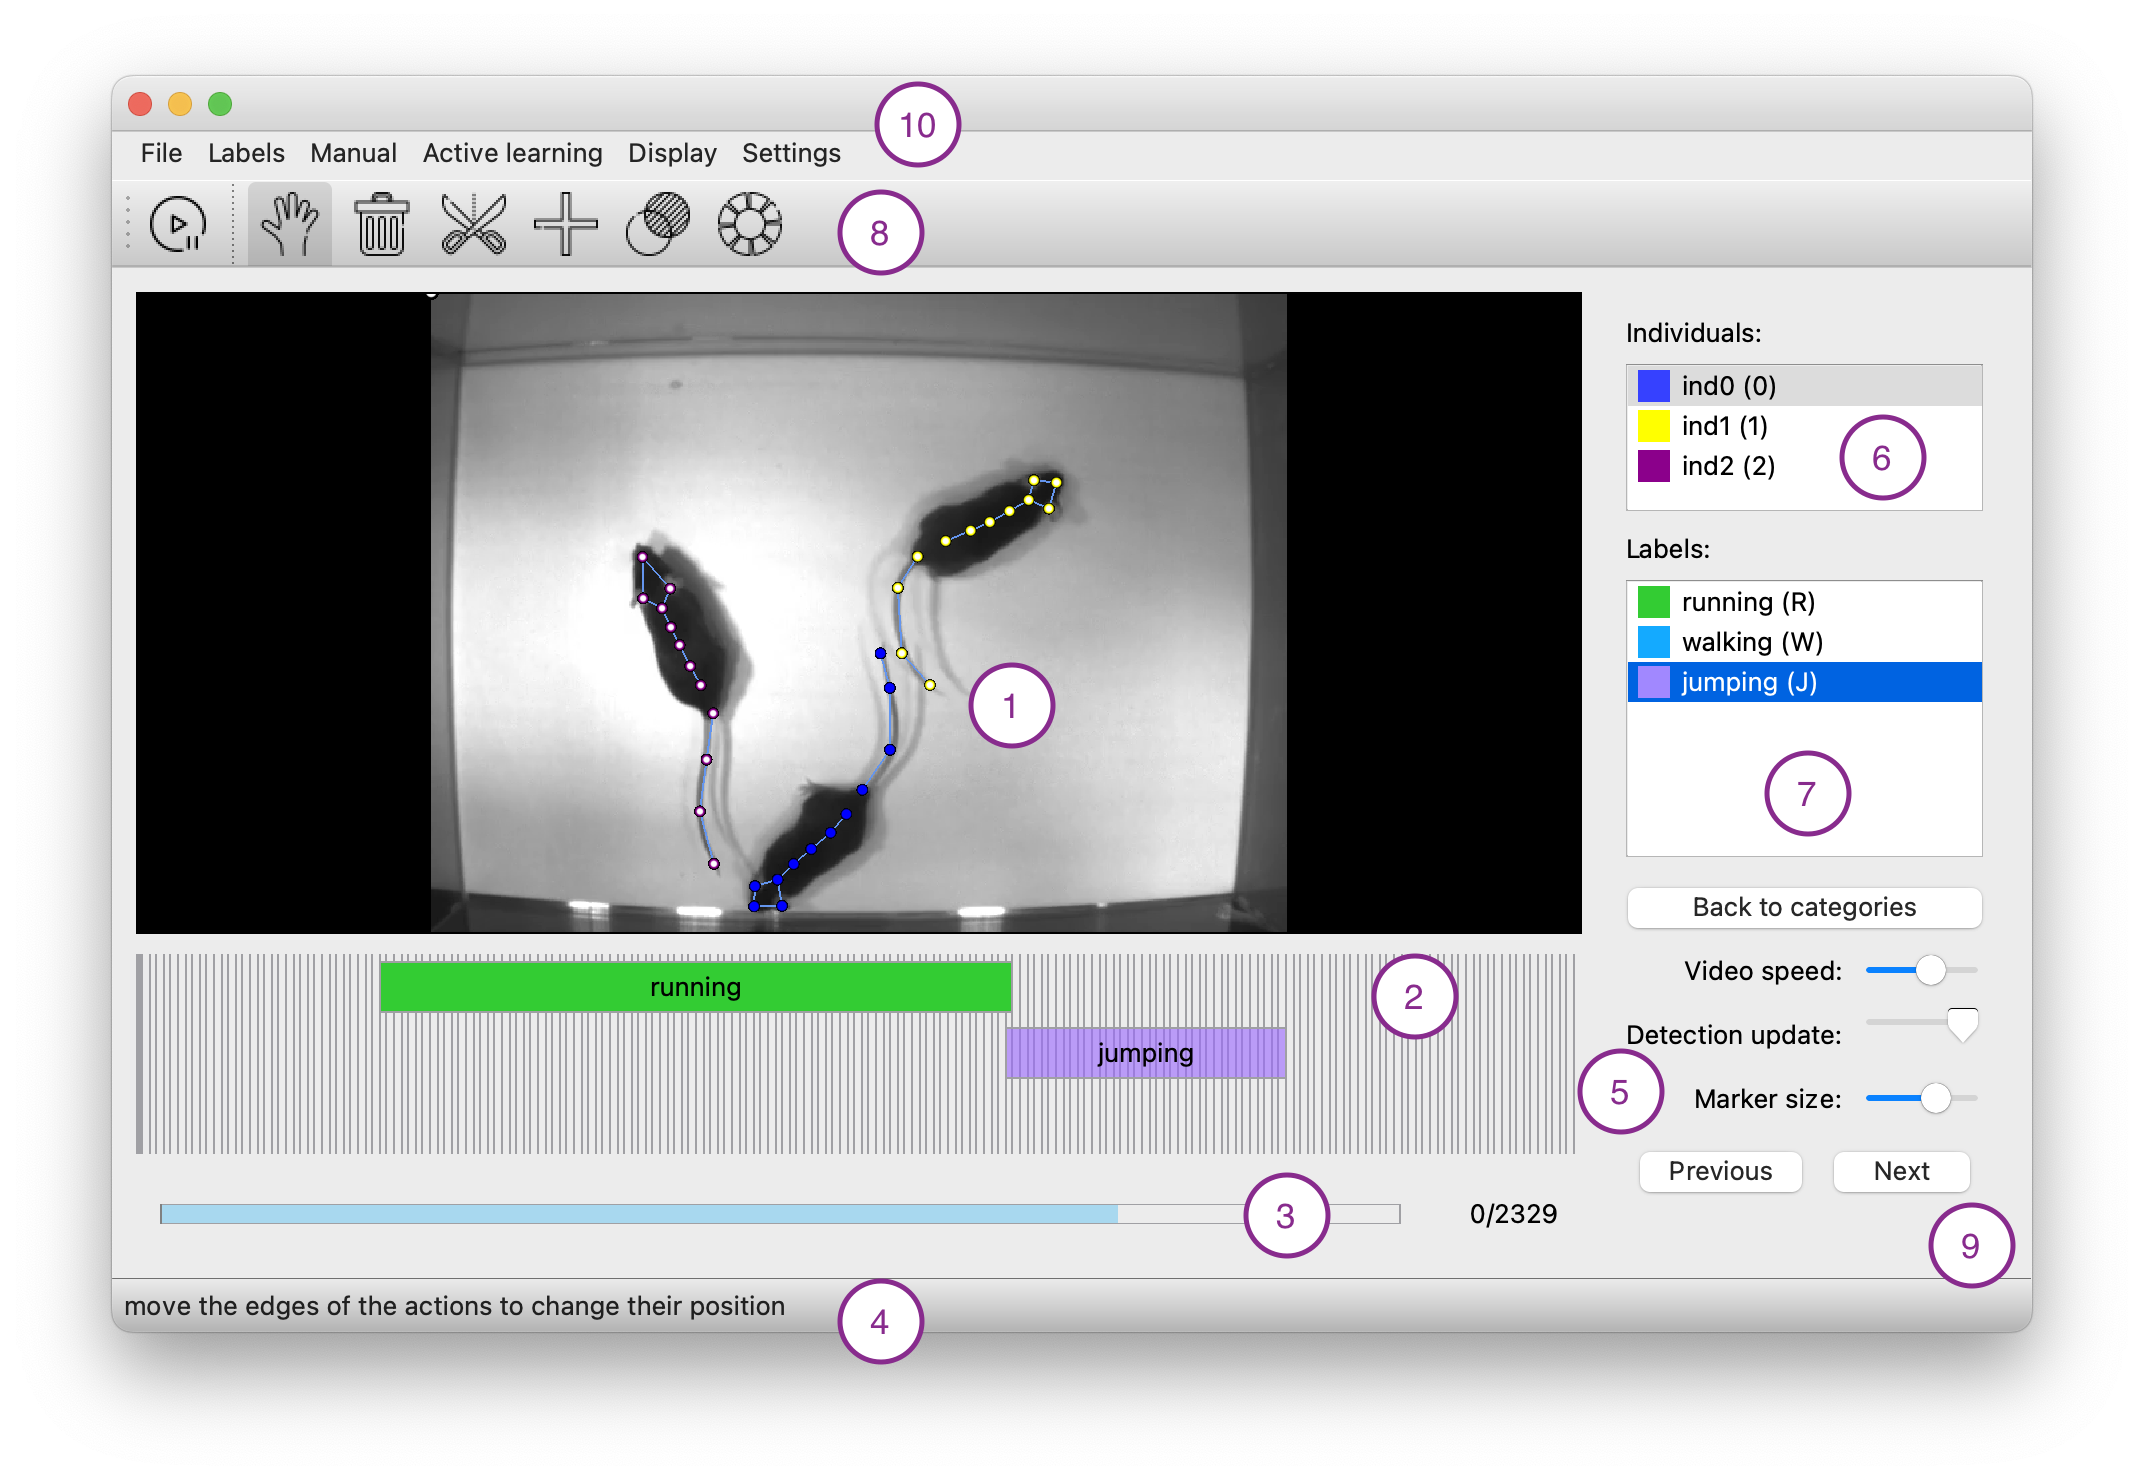 10
File Labels Manual Active learning Display Settings
8
Individuals:
ind0 (0)
ind1 (1)
ind2 (2)
6
Labels:
running (R)
walking (W)
jumping (J)
7
1
Back to categories
Video speed:
Detection update:
Marker size:
5
Previous Next
9
running
2
jumping
3
0/2329
move the edges of the actions to change their position
4